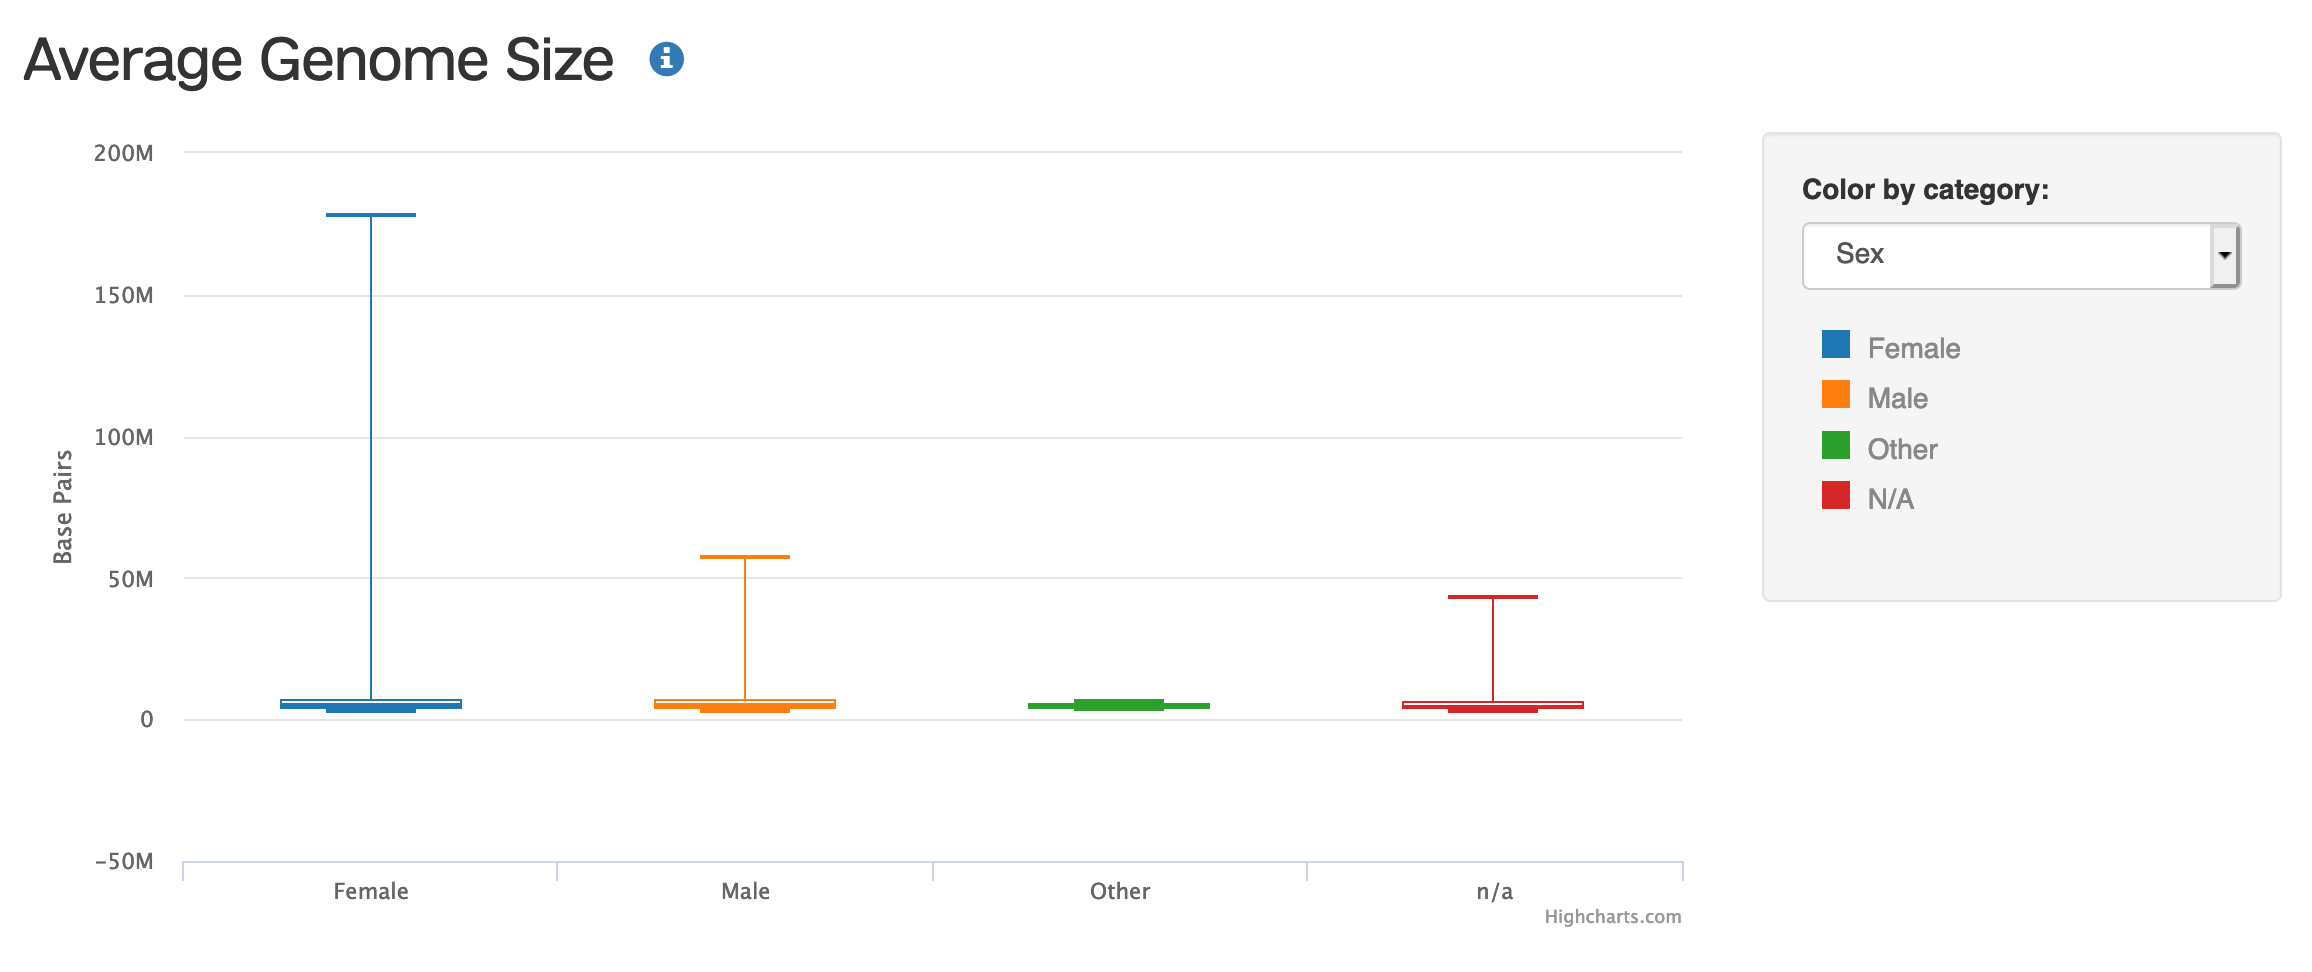 Average Genome Size
200M
150M
100M
50M
0
-50M
Base Pairs
Female
Male
Other
n/a
Highcharts.com
Color by category:
Sex
Female
Male
Other
N/A